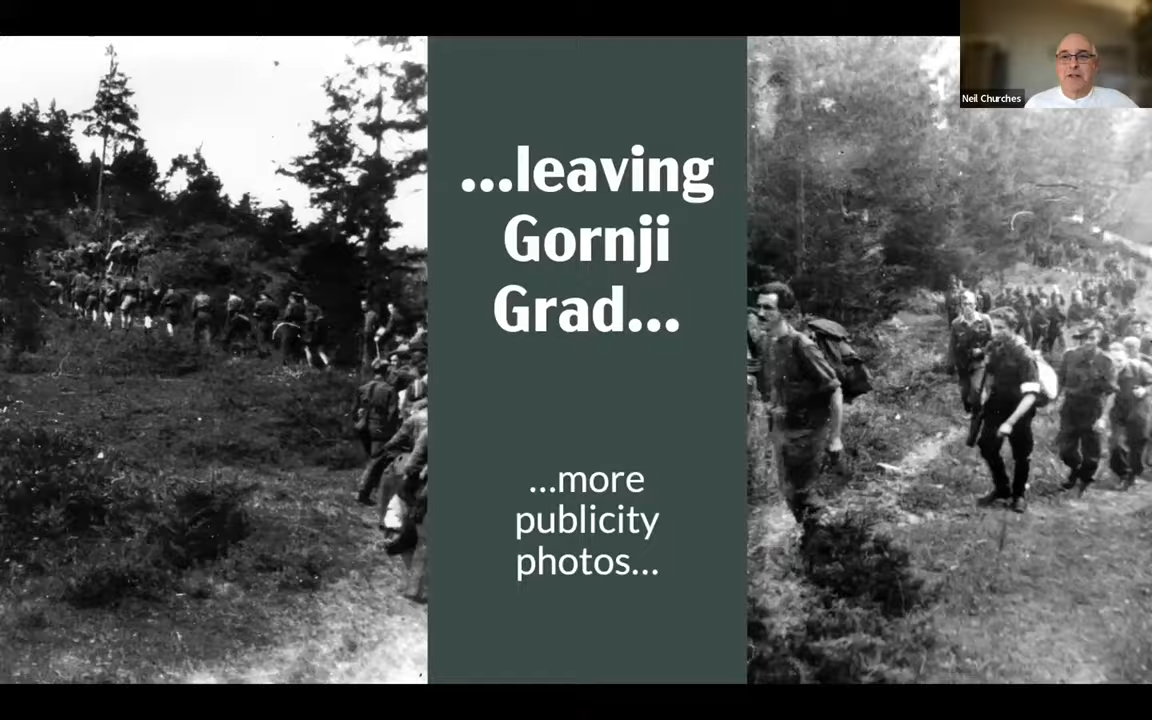 ...leaving
Gornji
Grad...
...more
publicity
photos...
Neil Churches